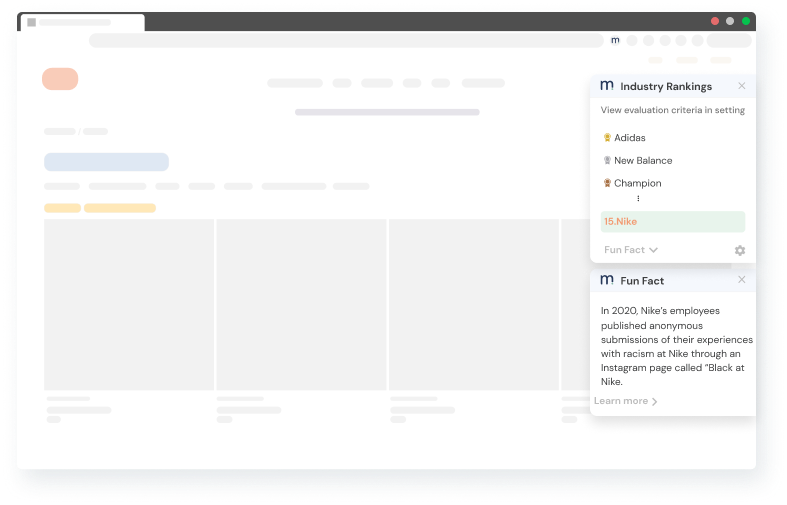 m
m Industry Rankings
View evaluation criteria in setting
Adidas
New Balance
Champion
15.Nike
Fun Fact
m Fun Fact
In 2020, Nike's employees
published anonymous
submissions of their experiences
with racism at Nike through an
Instagram page called "Black at
Nike.
Learn more